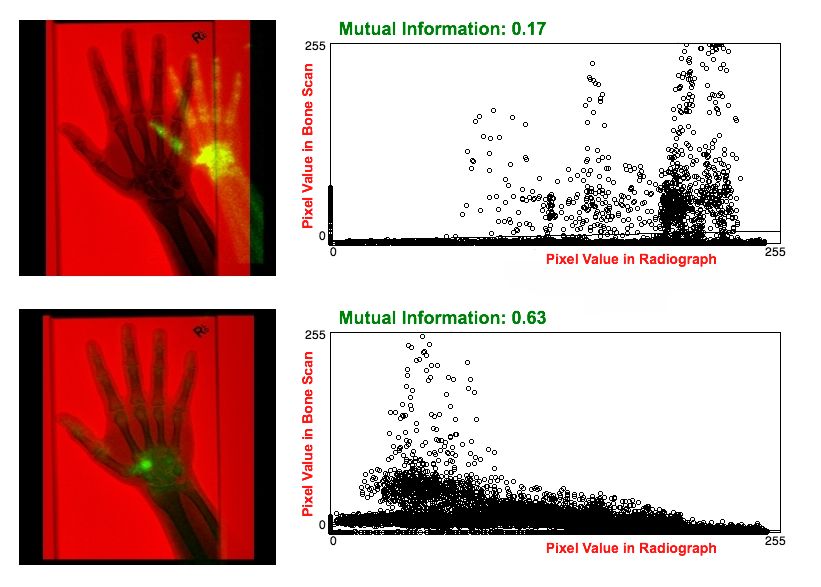 Mutual Information: 0.17
255
Pixel Value in Bone Scan
0
0
255
Pixel Value in Radiograph
Mutual Information: 0.63
255
Pixel Value in Bone Scan
0
0
255
Pixel Value in Radiograph